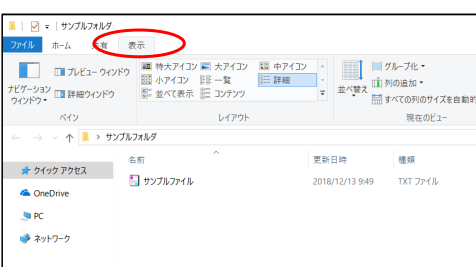 サンプルフォルダ
ファイル ホーム 共有 表示
ナビゲーション ウィンドウ
プレビュー ウィンドウ
詳細ウィンドウ
ペイン
特大アイコン 大アイコン 中アイコン
小アイコン 一覧 詳細
並べて表示 コンテンツ
レイアウト
並べ替え
グループ化
列の追加
すべての列のサイズを自動的
現在のビュー
サンプルフォルダ
名前 更新日時 種類
クイック アクセス
サンプルファイル 2018/12/13 9:49 TXT ファイル
OneDrive
PC
ネットワーク